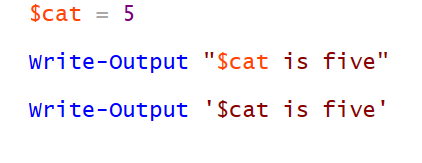 $cat = 5
Write-Output "$cat is five"
Write-Output '$cat is five'